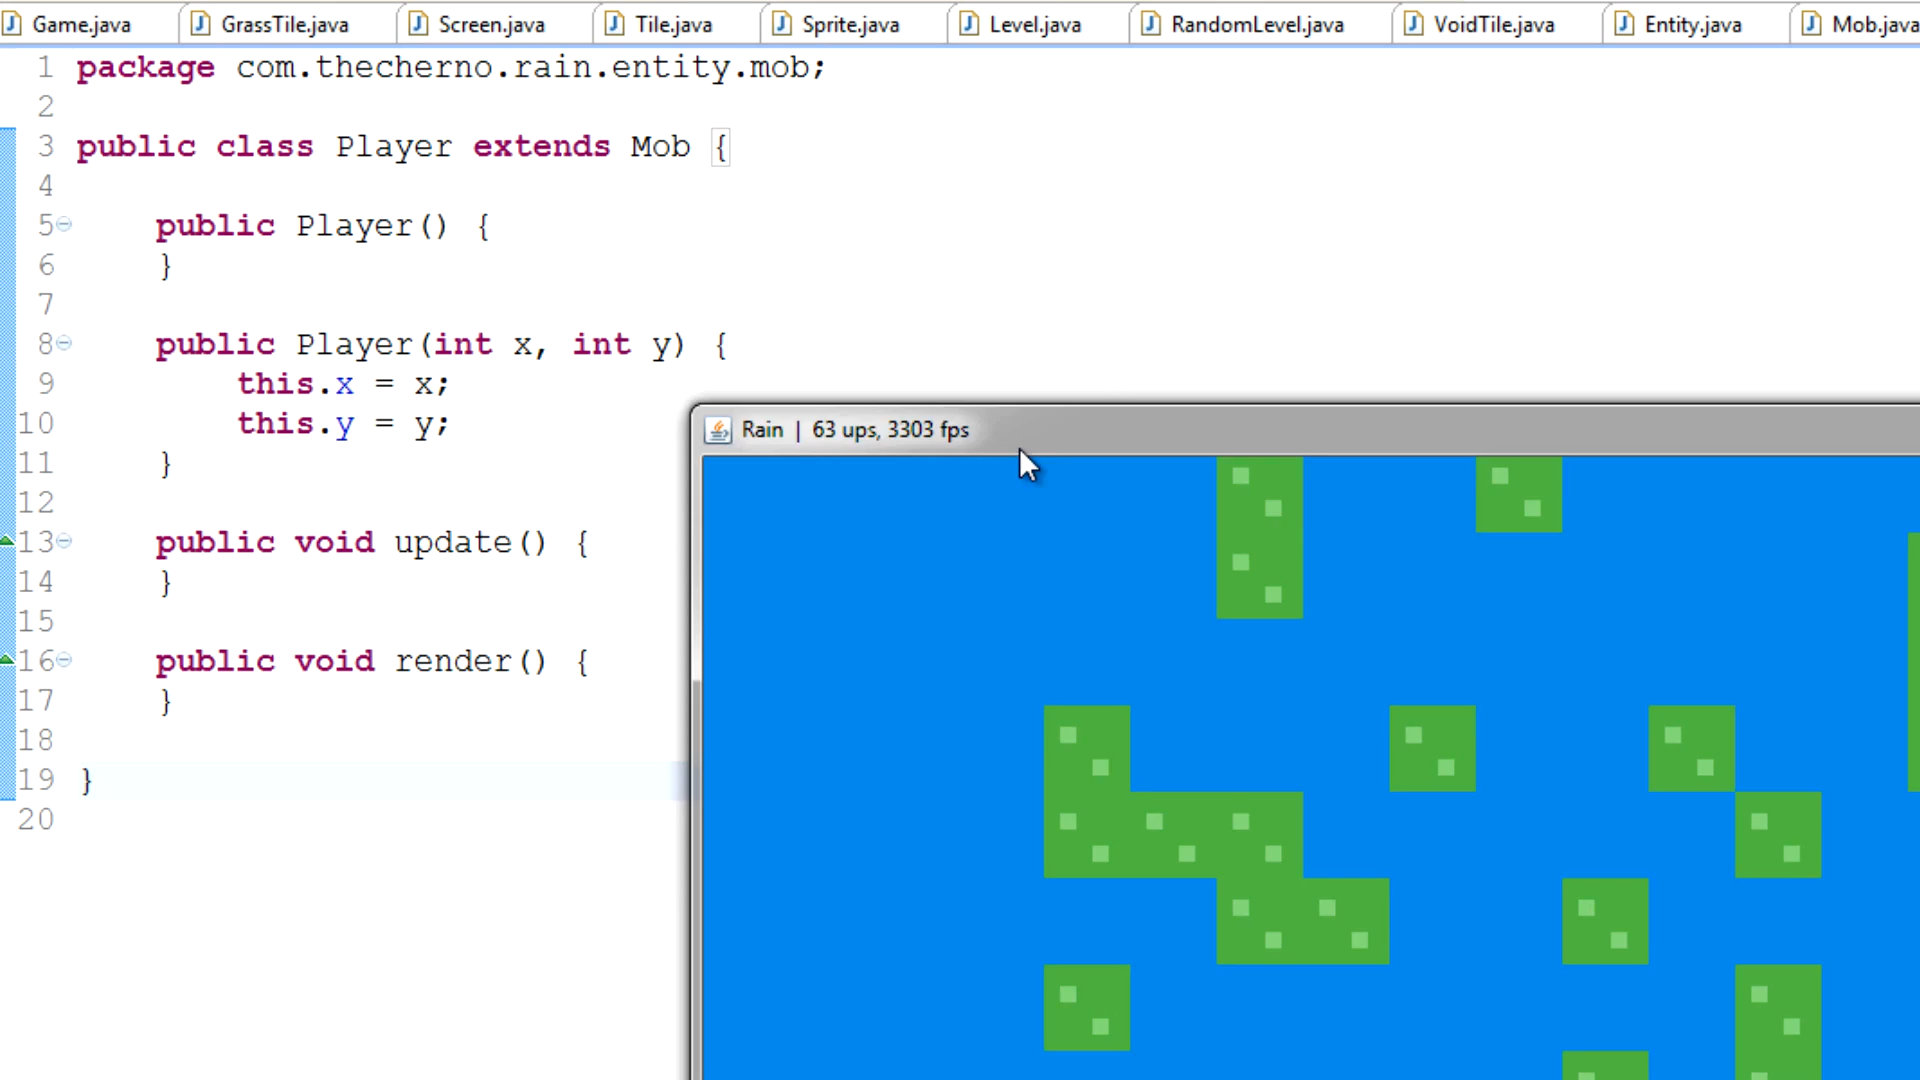 Game.java GrassTile.java Screen.java Tile.java Sprite.java Level.java RandomLevel.java VoidTile.java Entity.java Mob.java
1 package com.thecherno.rain.entity.mob;
2
3 public class Player extends Mob {
4
5 public Player() {
6 }
7
8 public Player(int x, int y) {
9 this.x = x;
10 this.y = y;
11 }
12
13 public void update() {
14 }
15
16 public void render() {
17 }
18
19 }
20
Rain | 63 ups, 3303 fps